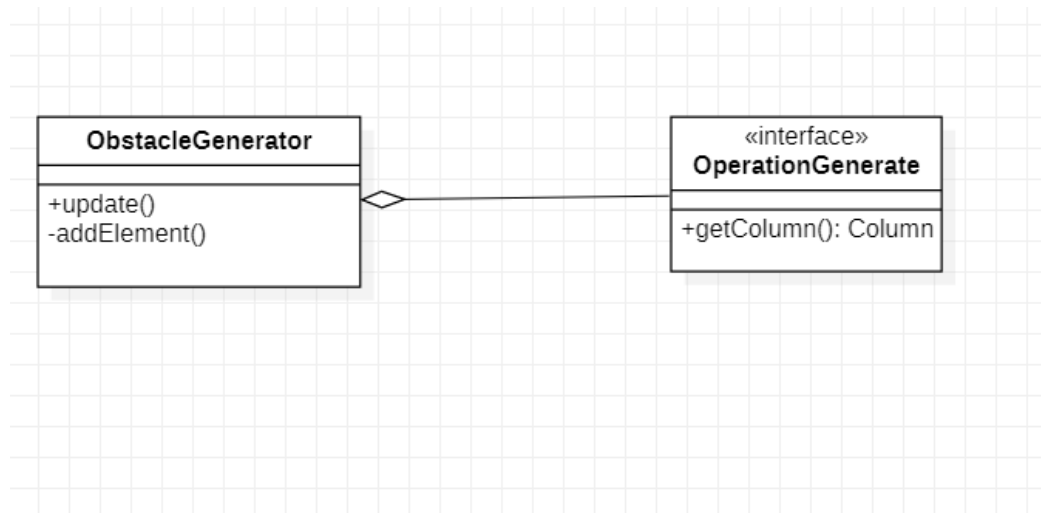 ObstacleGenerator
+update()
-addElement()
«interface»
OperationGenerate
+getColumn(): Column